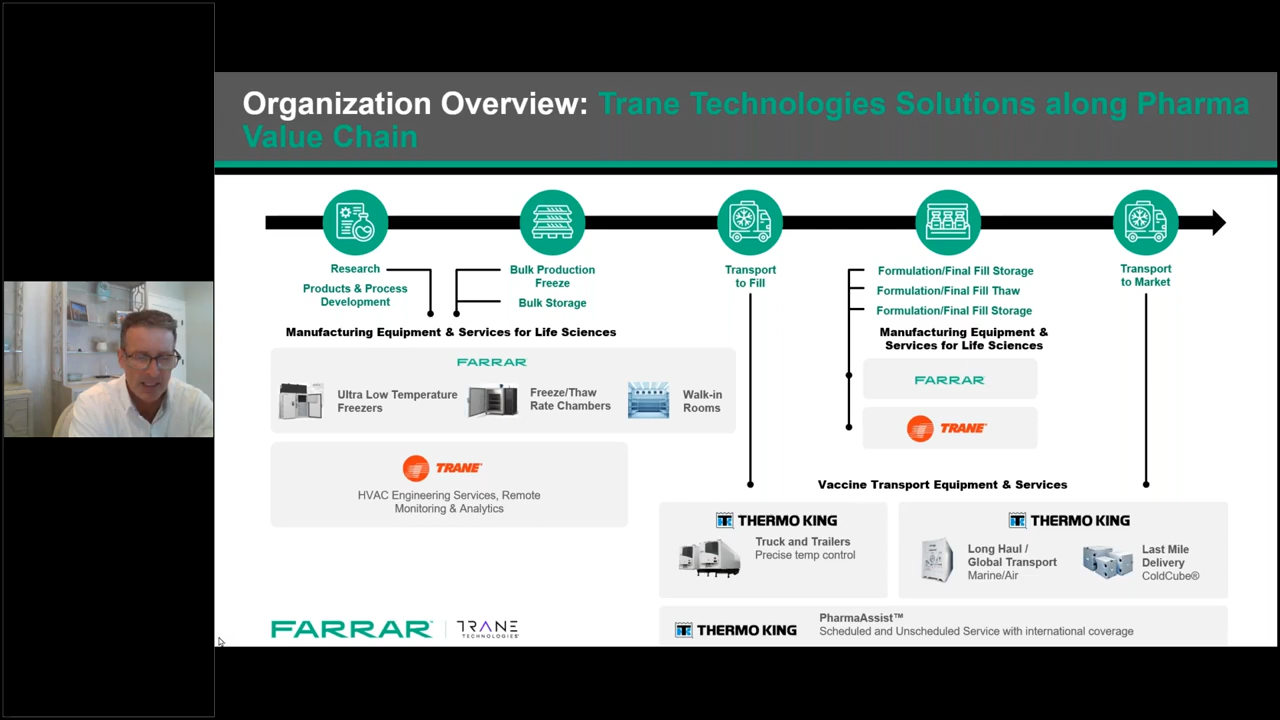 Organization Overview: Trane Technologies Solutions along Pharma
Value Chain
Research
Products & Process
Development
Bulk Production
Freeze
Bulk Storage
Transport
to Fill
Formulation/Final Fill Storage
Formulation/Final Fill Thaw
Formulation/Final Fill Storage
Transport
to Market
Manufacturing Equipment & Services for Life Sciences
FARRAR
Ultra Low Temperature
Freezers
Freeze/Thaw
Rate Chambers
Walk-in
Rooms
TRANE
HVAC Engineering Services, Remote
Monitoring & Analytics
Manufacturing Equipment &
Services for Life Sciences
FARRAR
TRANE
Vaccine Transport Equipment & Services
THERMO KING
Truck and Trailers
Precise temp control
THERMO KING
Long Haul /
Global Transport
Marine/Air
Last Mile
Delivery
ColdCube®
THERMO KING
PharmaAssist™
Scheduled and Unscheduled Service with international coverage
FARRAR
TRANE
TECHNOLOGIES